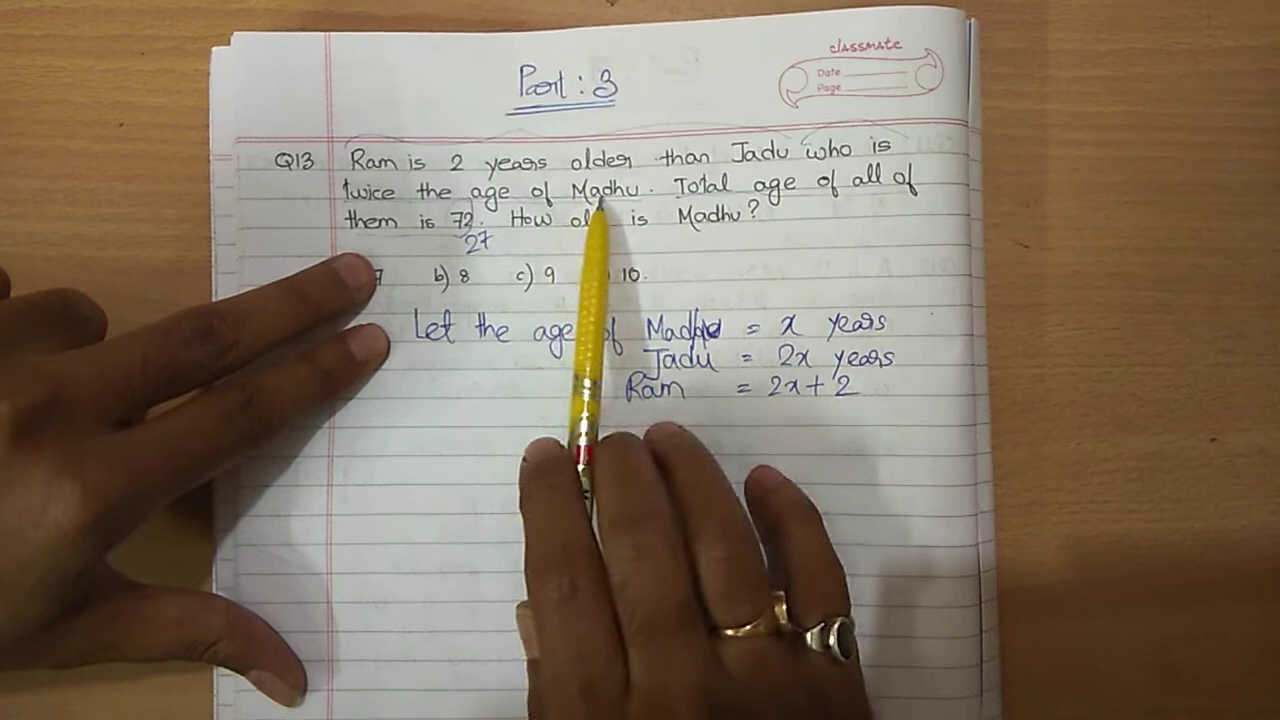 classmate
Date
Page
Part : 3
Q13 Ram is 2 years older than Jadu who is
twice the age of Madhu. Total age of all of
them is 72. How is Madhu?
27
7 b) 8 c) 9 10.
Let the age of = x years
Jadu = 2x years
Ram = 2x + 2